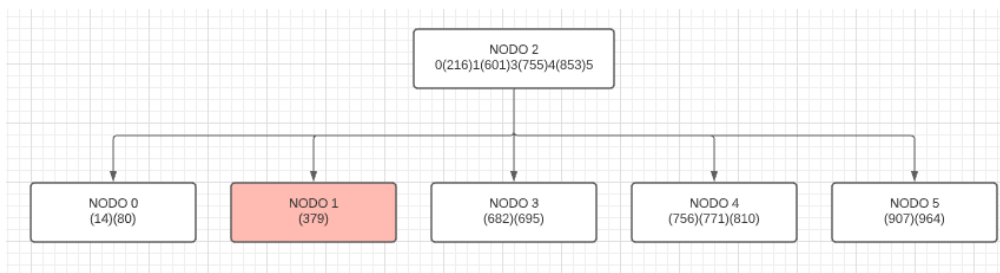 NODO 2
0(216)1(601)3(755)4(853)5
NODO 0
(14)(80)
NODO 1
(379)
NODO 3
(682)(695)
NODO 4
(756)(771)(810)
NODO 5
(907)(964)